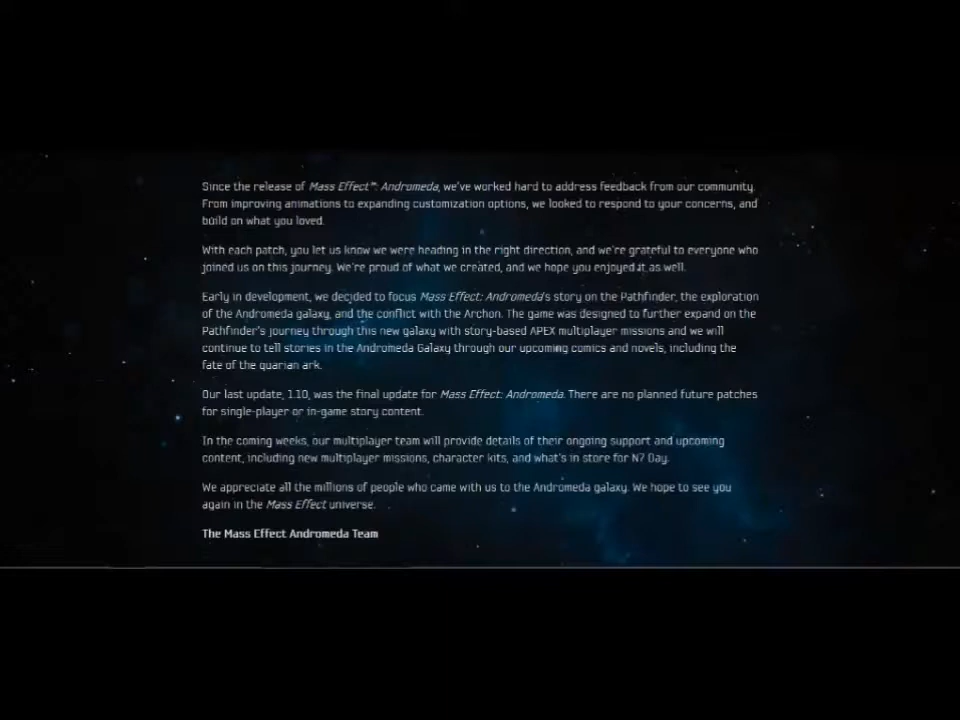 Since the release of Mass Effect™: Andromeda, we've worked hard to address feedback from our community.
From improving animations to expanding customization options, we looked to respond to your concerns, and
build on what you loved.
With each patch, you let us know we were heading in the right direction, and we're grateful to everyone who
joined us on this journey. We're proud of what we created, and we hope you enjoyed it as well.
Early in development, we decided to focus Mass Effect: Andromeda's story on the Pathfinder, the exploration
of the Andromeda galaxy, and the conflict with the Archon. The game was designed to further expand on the
Pathfinder's journey through this new galaxy with story-based APEX multiplayer missions and we will
continue to tell stories in the Andromeda Galaxy through our upcoming comics and novels, including the
fate of the quarian ark.
Our last update, 1.10, was the final update for Mass Effect: Andromeda. There are no planned future patches
for single-player or in-game story content.
In the coming weeks, our multiplayer team will provide details of their ongoing support and upcoming
content, including new multiplayer missions, character kits, and what's in store for N7 Day.
We appreciate all the millions of people who came with us to the Andromeda galaxy. We hope to see you
again in the Mass Effect universe.
The Mass Effect Andromeda Team